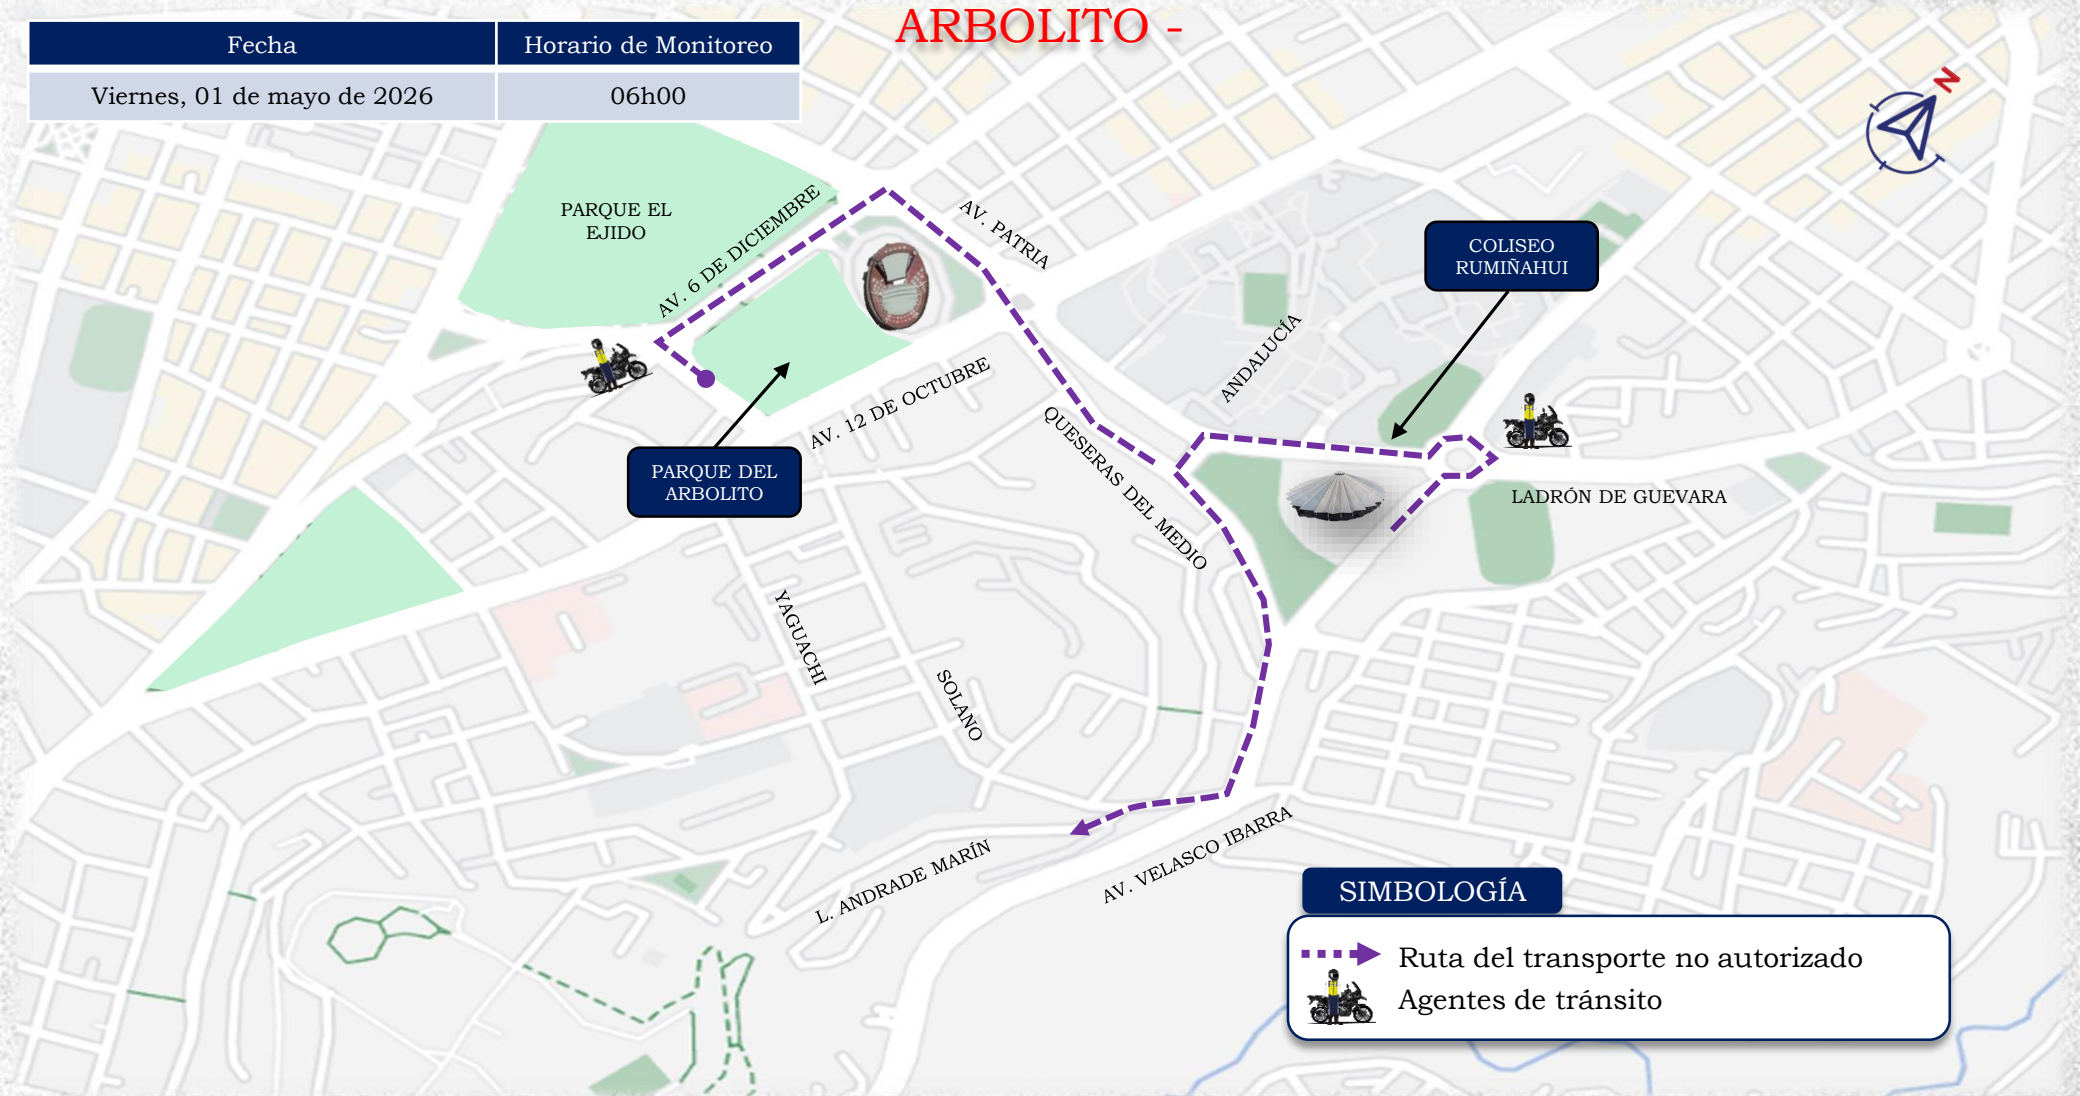 ARBOLITO -
Fecha
Horario de Monitoreo
Viernes, 01 de mayo de 2026
06h00
N
PARQUE EL
EJIDO
AV. 6 DE DICIEMBRE
AV. PATRIA
COLISEO
RUMIÑAHUI
ANDALUCÍA
AV. 12 DE OCTUBRE
PARQUE DEL
ARBOLITO
QUESERAS DEL MEDIO
LADRÓN DE GUEVARA
YAGUACHI
SOLANO
L. ANDRADE MARÍN
AV. VELASCO IBARRA
SIMBOLOGÍA
Ruta del transporte no autorizado
Agentes de tránsito